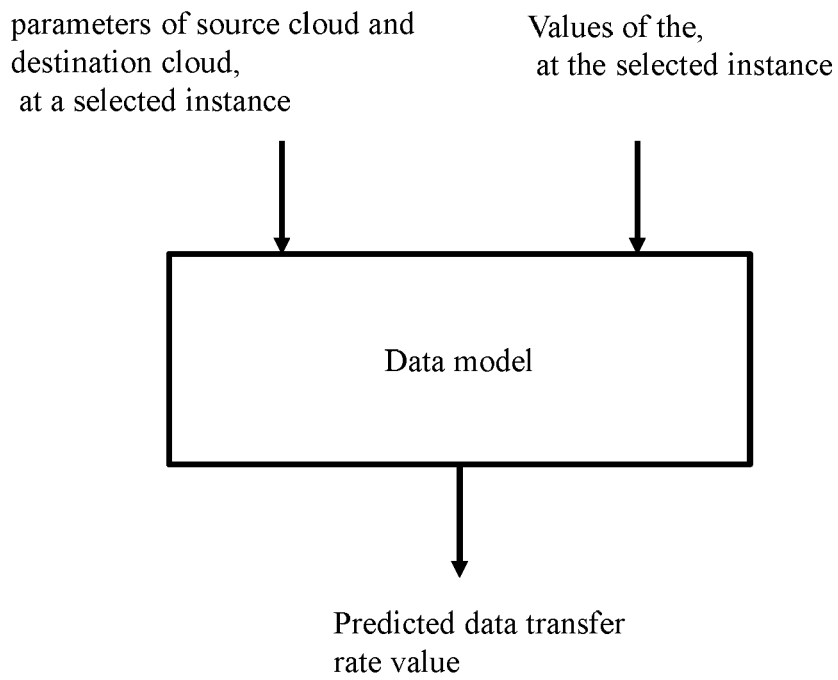 parameters of source cloud and
destination cloud,
at a selected instance
Values of the,
at the selected instance
Data model
Predicted data transfer
rate value